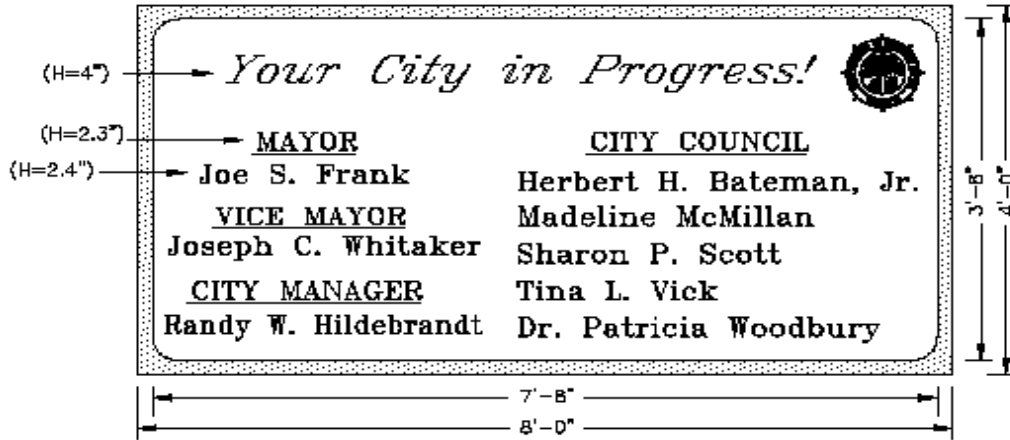 (H=4") Your City in Progress!
(H=2.3") MAYOR
(H=2.4") Joe S. Frank
VICE MAYOR
Joseph C. Whitaker
CITY MANAGER
Randy W. Hildebrandt
CITY COUNCIL
Herbert H. Bateman, Jr.
Madeline McMillan
Sharon P. Scott
Tina L. Vick
Dr. Patricia Woodbury
3'-8"
4'-0"
7'-8"
8'-0"